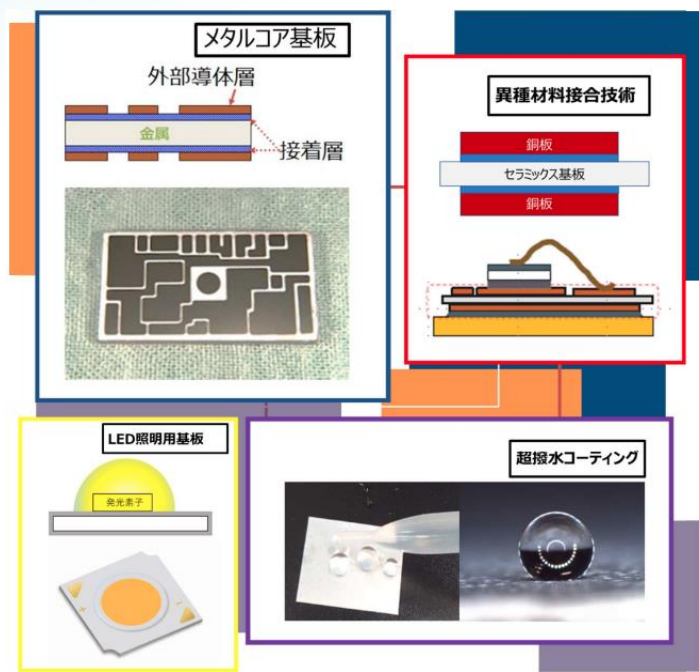 メタルコア基板
外部導体層
金属
接着層
異種材料接合技術
銅板
セラミックス基板
銅板
LED照明用基板
発光素子
超撥水コーティング